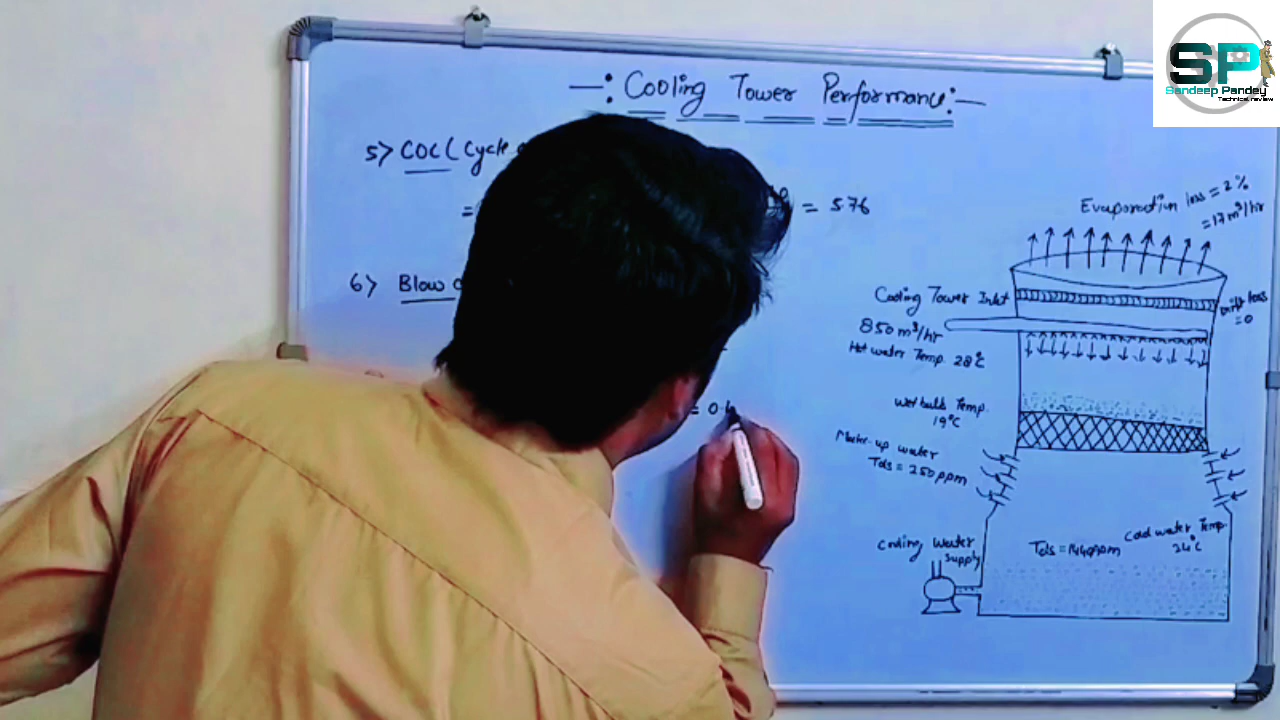 SP
Sandeep Pandey
Technical review
—: Cooling Tower Performance :—
5> COC ( Cycle
= = 5.76
6> Blow
= 0
Evaporation loss = 2%
= 17 m³/hr
Drift loss
= 0
Cooling Tower Inlet
850 m³/hr
Hot water Temp. 28°C
Wet bulb Temp.
19°C
Make-up water
Tds = 250 ppm
Cooling Water
Supply
Tds = 1440 ppm
Cold water Temp.
24°C